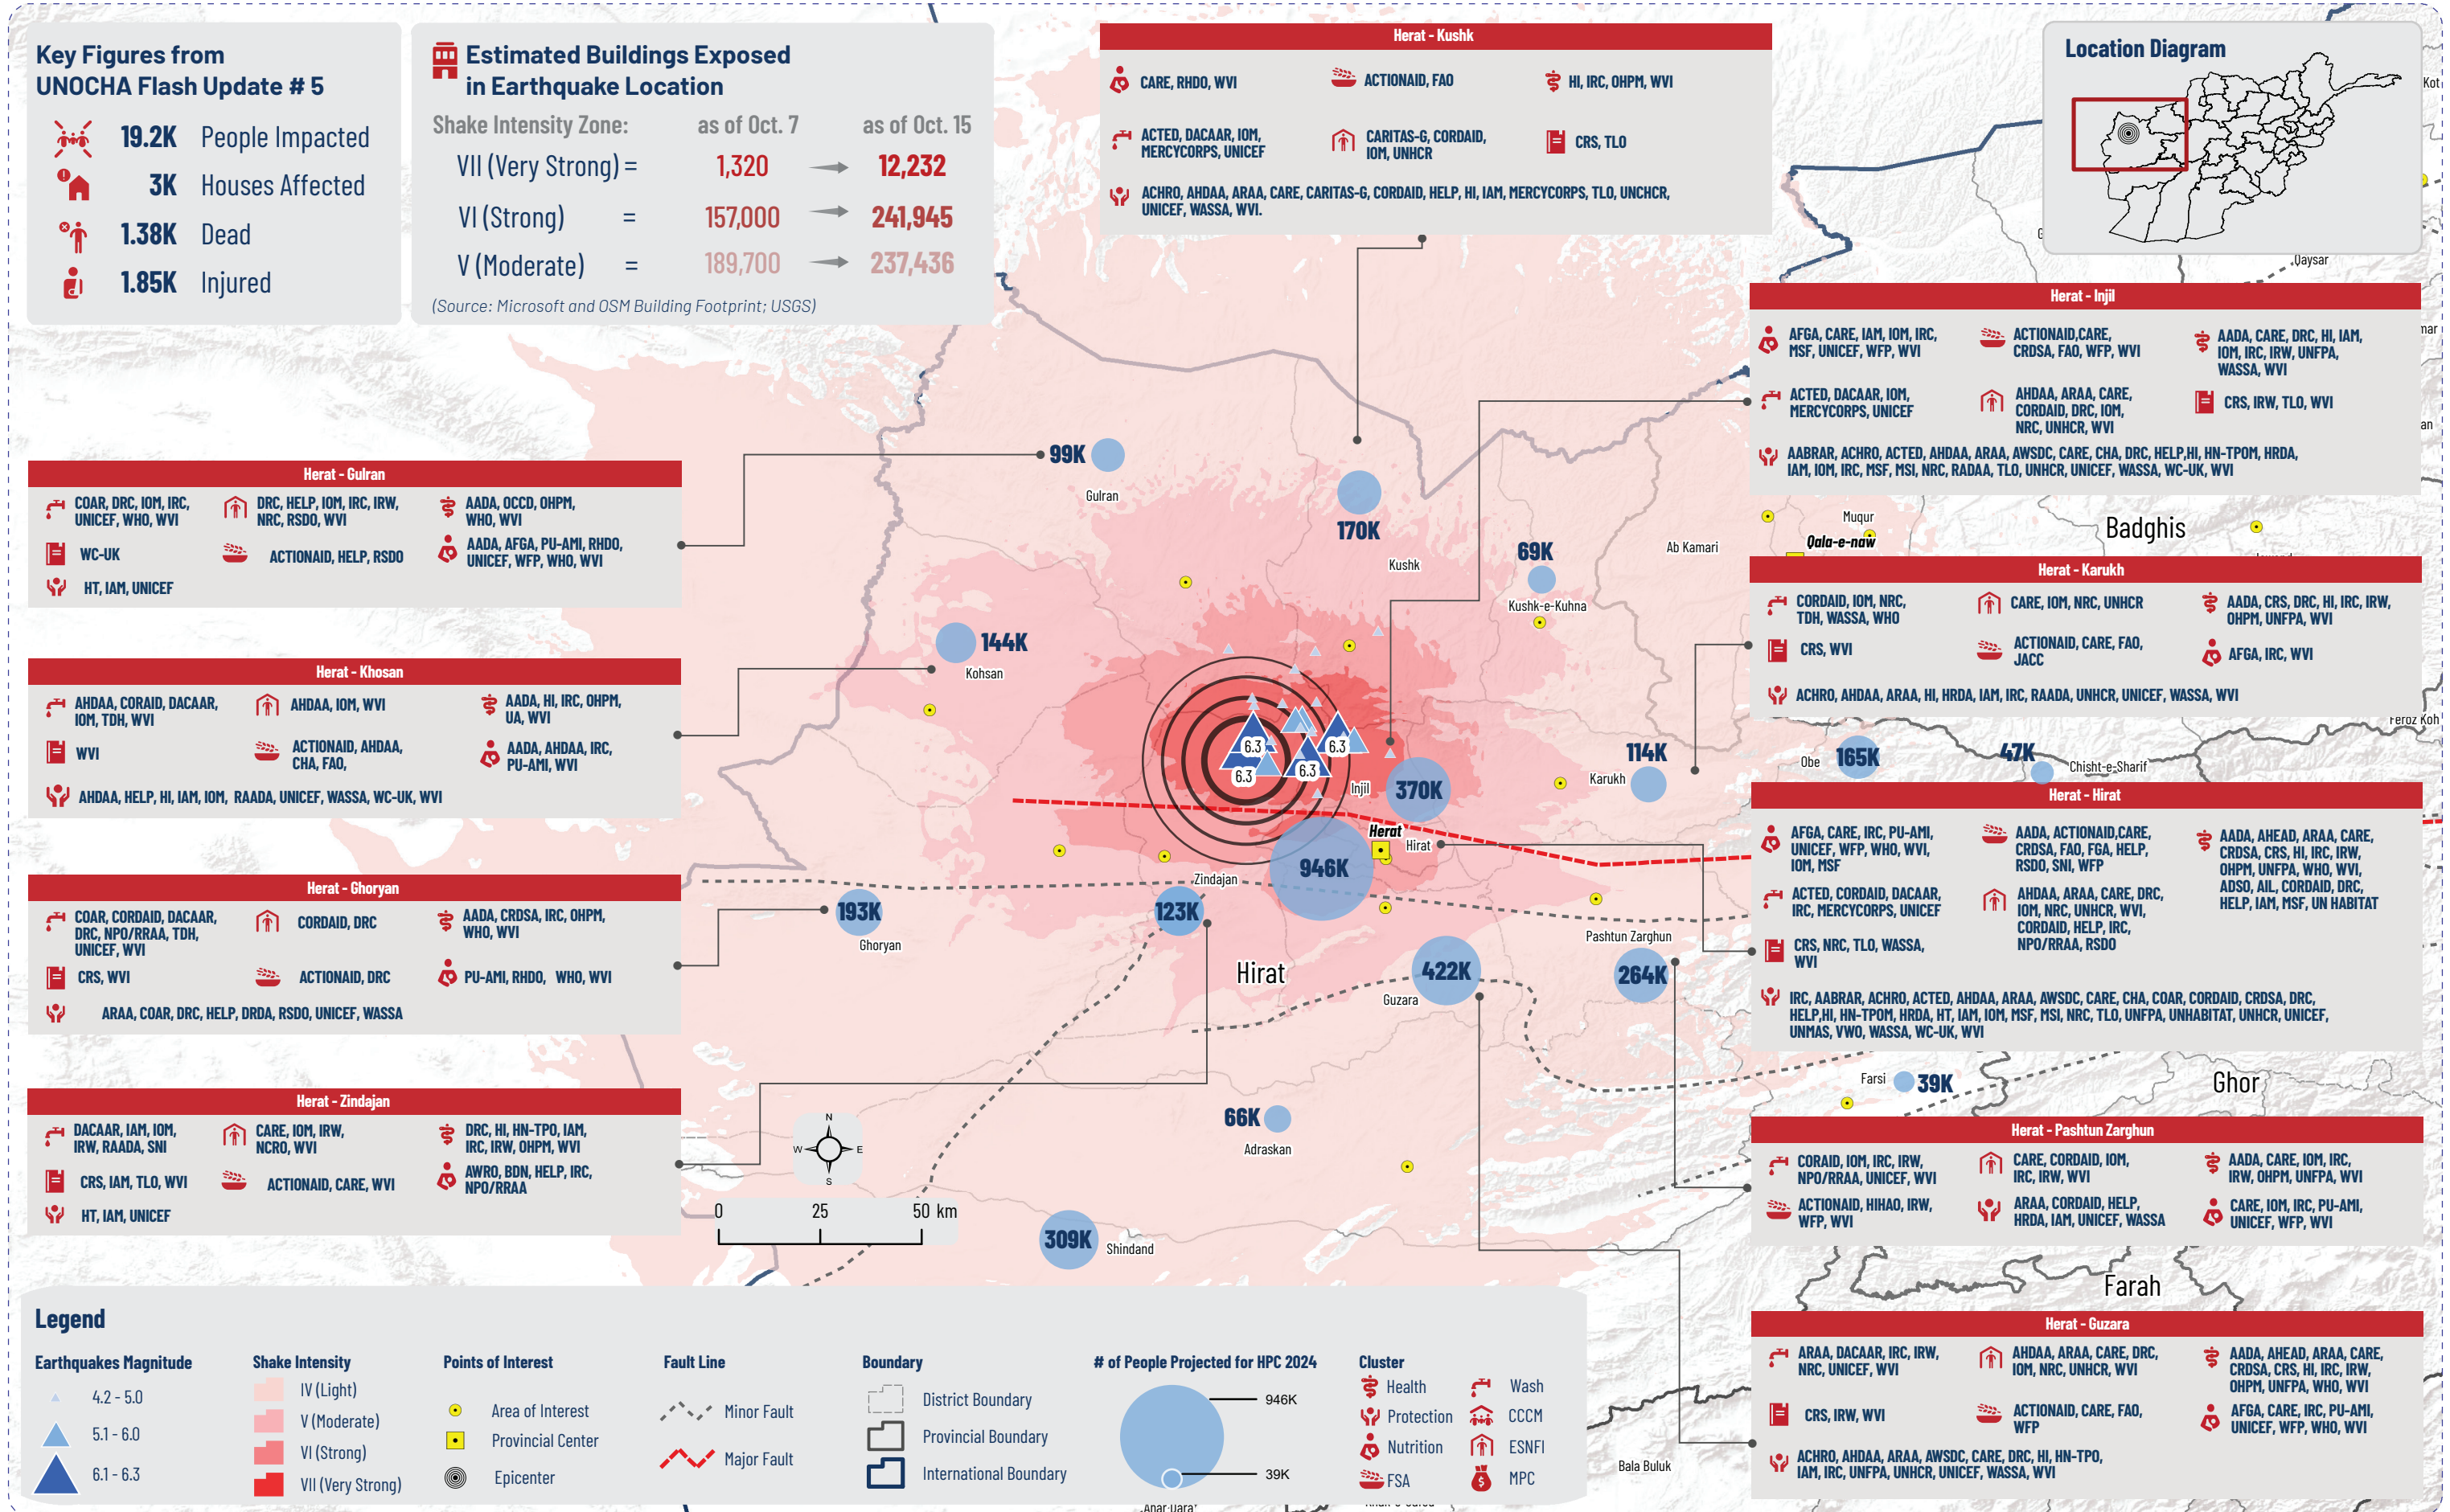 Key Figures from
UNOCHA Flash Update # 5
19.2K People Impacted
3K Houses Affected
1.38K Dead
1.85K Injured
Estimated Buildings Exposed
in Earthquake Location
Shake Intensity Zone: as of Oct. 7 as of Oct. 15
VII (Very Strong) = 1,320 12,232
VI (Strong) = 157,000 241,945
V (Moderate) = 189,700 237,436
(Source: Microsoft and OSM Building Footprint; USGS)
Herat - Kushk
CARE, RHDO, WVI
ACTIONAID, FAO
HI, IRC, OHPM, WVI
ACTED, DACAAR, IOM,
MERCYCORPS, UNICEF
CARITAS-G, CORDAID,
IOM, UNHCR
CRS, TLO
ACHRO, AHDAA, ARAA, CARE, CARITAS-G, CORDAID, HELP, HI, IAM, MERCYCORPS, TLO, UNCHCR,
UNICEF, WASSA, WVI.
Location Diagram
Qaysar
Herat - Injil
AFGA, CARE, IAM, IOM, IRC,
MSF, UNICEF, WFP, WVI
ACTIONAID,CARE,
CRDSA, FAO, WFP, WVI
AADA, CARE, DRC, HI, IAM,
IOM, IRC, IRW, UNFPA,
WASSA, WVI
ACTED, DACAAR, IOM,
MERCYCORPS, UNICEF
AHDAA, ARAA, CARE,
CORDAID, DRC, IOM,
NRC, UNHCR, WVI
CRS, IRW, TLO, WVI
AABRAR, ACHRO, ACTED, AHDAA, ARAA, AWSDC, CARE, CHA, DRC, HELP,HI, HN-TPOM, HRDA,
IAM, IOM, IRC, MSF, MSI, NRC, RADAA, TLO, UNHCR, UNICEF, WASSA, WC-UK, WVI
Herat - Gulran
COAR, DRC, IOM, IRC,
UNICEF, WHO, WVI
DRC, HELP, IOM, IRC, IRW,
NRC, RSDO, WVI
AADA, OCCD, OHPM,
WHO, WVI
WC-UK
ACTIONAID, HELP, RSDO
AADA, AFGA, PU-AMI, RHDO,
UNICEF, WFP, WHO, WVI
HT, IAM, UNICEF
99K
Gulran
170K
Kushk
69K
Kushk-e-Kuhna
Ab Kamari
Muqur
Qala-e-naw
Badghis
Herat - Karukh
CORDAID, IOM, NRC,
TDH, WASSA, WHO
CARE, IOM, NRC, UNHCR
AADA, CRS, DRC, HI, IRC, IRW,
OHPM, UNFPA, WVI
CRS, WVI
ACTIONAID, CARE, FAO,
JACC
AFGA, IRC, WVI
ACHRO, AHDAA, ARAA, HI, HRDA, IAM, IRC, RAADA, UNHCR, UNICEF, WASSA, WVI
Feroz Koh
Herat - Khosan
AHDAA, CORAID, DACAAR,
IOM, TDH, WVI
AHDAA, IOM, WVI
AADA, HI, IRC, OHPM,
UA, WVI
WVI
ACTIONAID, AHDAA,
CHA, FAO,
AADA, AHDAA, IRC,
PU-AMI, WVI
AHDAA, HELP, HI, IAM, IOM, RAADA, UNICEF, WASSA, WC-UK, WVI
144K
Kohsan
6.3
6.3
6.3
6.3
Injil
370K
114K
Karukh
Obe
165K
47K
Chisht-e-Sharif
Herat
Hirat
946K
Zindajan
123K
193K
Ghoryan
Hirat
422K
Guzara
Pashtun Zarghun
264K
Herat - Hirat
AFGA, CARE, IRC, PU-AMI,
UNICEF, WFP, WHO, WVI,
IOM, MSF
AADA, ACTIONAID,CARE,
CRDSA, FAO, FGA, HELP,
RSDO, SNI, WFP
AADA, AHEAD, ARAA, CARE,
CRDSA, CRS, HI, IRC, IRW,
OHPM, UNFPA, WHO, WVI,
ADSO, AIL, CORDAID, DRC,
HELP, IAM, MSF, UN HABITAT
ACTED, CORDAID, DACAAR,
IRC, MERCYCORPS, UNICEF
AHDAA, ARAA, CARE, DRC,
IOM, NRC, UNHCR, WVI,
CORDAID, HELP, IRC,
NPO/RRAA, RSDO
CRS, NRC, TLO, WASSA,
WVI
IRC, AABRAR, ACHRO, ACTED, AHDAA, ARAA, AWSDC, CARE, CHA, COAR, CORDAID, CRDSA, DRC,
HELP,HI, HN-TPOM, HRDA, HT, IAM, IOM, MSF, MSI, NRC, TLO, UNFPA, UNHABITAT, UNHCR, UNICEF,
UNMAS, VWO, WASSA, WC-UK, WVI
Herat - Ghoryan
COAR, CORDAID, DACAAR,
DRC, NPO/RRAA, TDH,
UNICEF, WVI
CORDAID, DRC
AADA, CRDSA, IRC, OHPM,
WHO, WVI
CRS, WVI
ACTIONAID, DRC
PU-AMI, RHDO, WHO, WVI
ARAA, COAR, DRC, HELP, DRDA, RSDO, UNICEF, WASSA
Farsi
39K
Ghor
Herat - Zindajan
DACAAR, IAM, IOM,
IRW, RAADA, SNI
CARE, IOM, IRW,
NCRO, WVI
DRC, HI, HN-TPO, IAM,
IRC, IRW, OHPM, WVI
CRS, IAM, TLO, WVI
ACTIONAID, CARE, WVI
AWRO, BDN, HELP, IRC,
NPO/RRAA
HT, IAM, UNICEF
N
W E
S
0 25 50 km
66K
Adraskan
309K
Shindand
Herat - Pashtun Zarghun
CORAID, IOM, IRC, IRW,
NPO/RRAA, UNICEF, WVI
CARE, CORDAID, IOM,
IRC, IRW, WVI
AADA, CARE, IOM, IRC,
IRW, OHPM, UNFPA, WVI
ACTIONAID, HIHAO, IRW,
WFP, WVI
ARAA, CORDAID, HELP,
HRDA, IAM, UNICEF, WASSA
CARE, IOM, IRC, PU-AMI,
UNICEF, WFP, WVI
Farah
Herat - Guzara
ARAA, DACAAR, IRC, IRW,
NRC, UNICEF, WVI
AHDAA, ARAA, CARE, DRC,
IOM, NRC, UNHCR, WVI
AADA, AHEAD, ARAA, CARE,
CRDSA, CRS, HI, IRC, IRW,
OHPM, UNFPA, WHO, WVI
CRS, IRW, WVI
ACTIONAID, CARE, FAO,
WFP
AFGA, CARE, IRC, PU-AMI,
UNICEF, WFP, WHO, WVI
ACHRO, AHDAA, ARAA, AWSDC, CARE, DRC, HI, HN-TPO,
IAM, IRC, UNFPA, UNHCR, UNICEF, WASSA, WVI
Bala Buluk
Legend
Earthquakes Magnitude
4.2 - 5.0
5.1 - 6.0
6.1 - 6.3
Shake Intensity
IV (Light)
V (Moderate)
VI (Strong)
VII (Very Strong)
Points of Interest
Area of Interest
Provincial Center
Epicenter
Fault Line
Minor Fault
Major Fault
Boundary
District Boundary
Provincial Boundary
International Boundary
# of People Projected for HPC 2024
946K
39K
Cluster
Health
Protection
Nutrition
FSA
Wash
CCCM
ESNFI
MPC